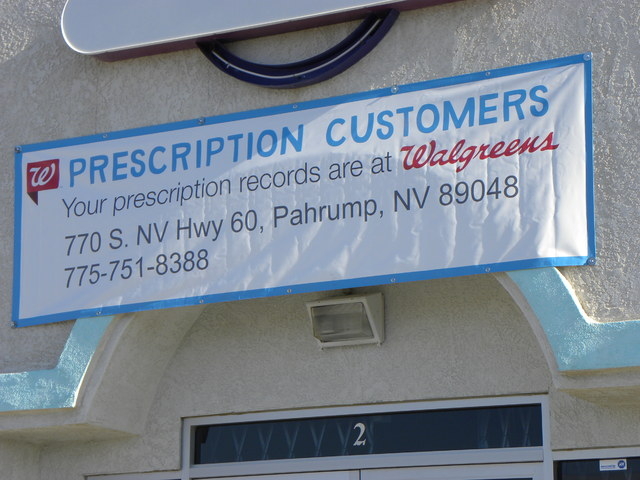 W PRESCRIPTION CUSTOMERS
Your prescription records are at Walgreens
770 S. NV Hwy 60, Pahrump, NV 89048
775-751-8388
2